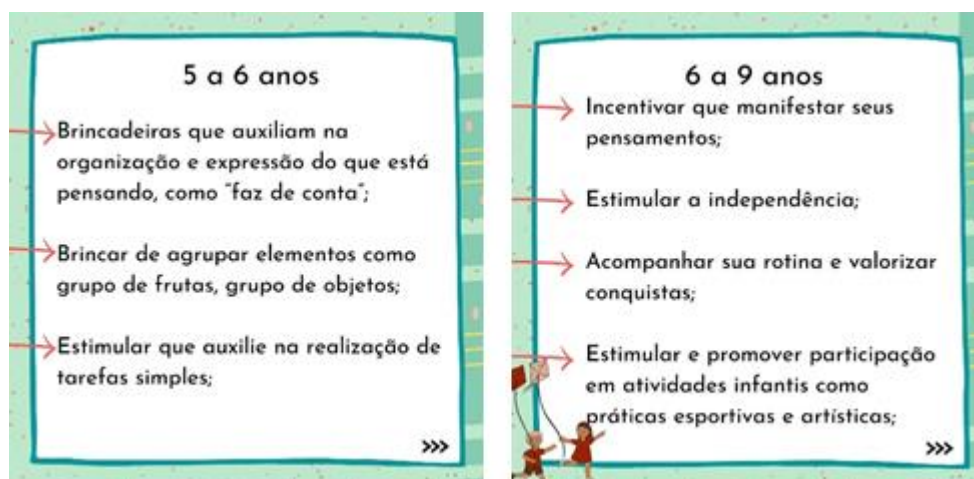 5 a 6 anos
Brincadeiras que auxiliam na
organização e expressão do que está
pensando, como “faz de conta”;
Brincar de agrupar elementos como
grupo de frutas, grupo de objetos;
Estimular que auxilie na realização de
tarefas simples;
>>>
6 a 9 anos
Incentivar que manifestar seus
pensamentos;
Estimular a independência;
Acompanhar sua rotina e valorizar
conquistas;
Estimular e promover participação
em atividades infantis como
práticas esportivas e artísticas;
>>>